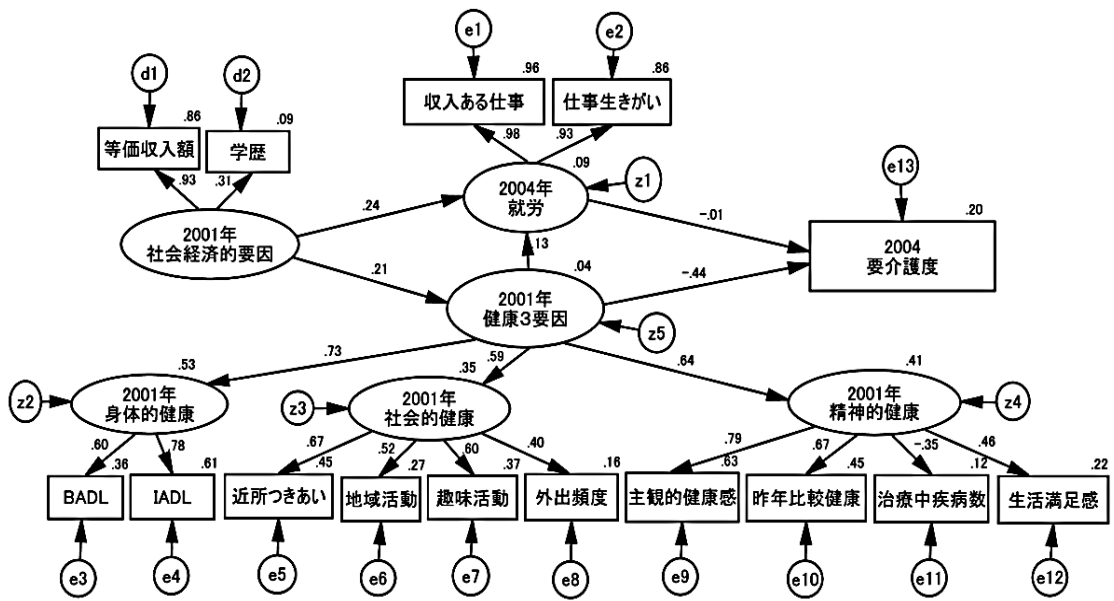 e1
e2
d1
d2
.96
.86
収入ある仕事
仕事生きがい
.86
.09
等価収入額
学歴
.98
.93
.93
.31
.09
2004年
就労
z1
e13
.20
2004
要介護度
2001年
社会経済的要因
.24
-.01
13
.21
.04
-.44
2001年
健康3要因
z5
.73
.59
.64
.53
.35
.41
z2
2001年
身体的健康
z3
2001年
社会的健康
2001年
精神的健康
z4
.60
.78
.67
.52
.60
.40
.79
.67
-.35
.46
.36
.61
.45
.27
.37
.16
.63
.45
.12
.22
BADL
IADL
近所つきあい
地域活動
趣味活動
外出頻度
主観的健康感
昨年比較健康
治療中疾病数
生活満足感
e3
e4
e5
e6
e7
e8
e9
e10
e11
e12